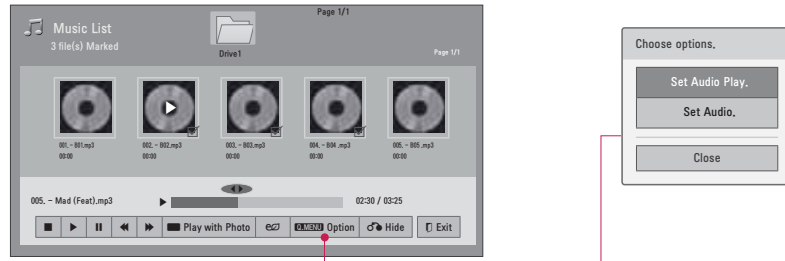 Page 1/1
Music List
3 file(s) Marked
Drive1
Page 1/1
001. - B01.mp3
00:00
002. - B02.mp3
00:00
003. - B03.mp3
00:00
004. - B04 .mp3
00:00
005. - B05 .mp3
00:00
005. - Mad (Feat).mp3
02:30 / 03:25
Play with Photo
Q.MENU Option
Hide
Exit
Choose options.
Set Audio Play.
Set Audio.
Close